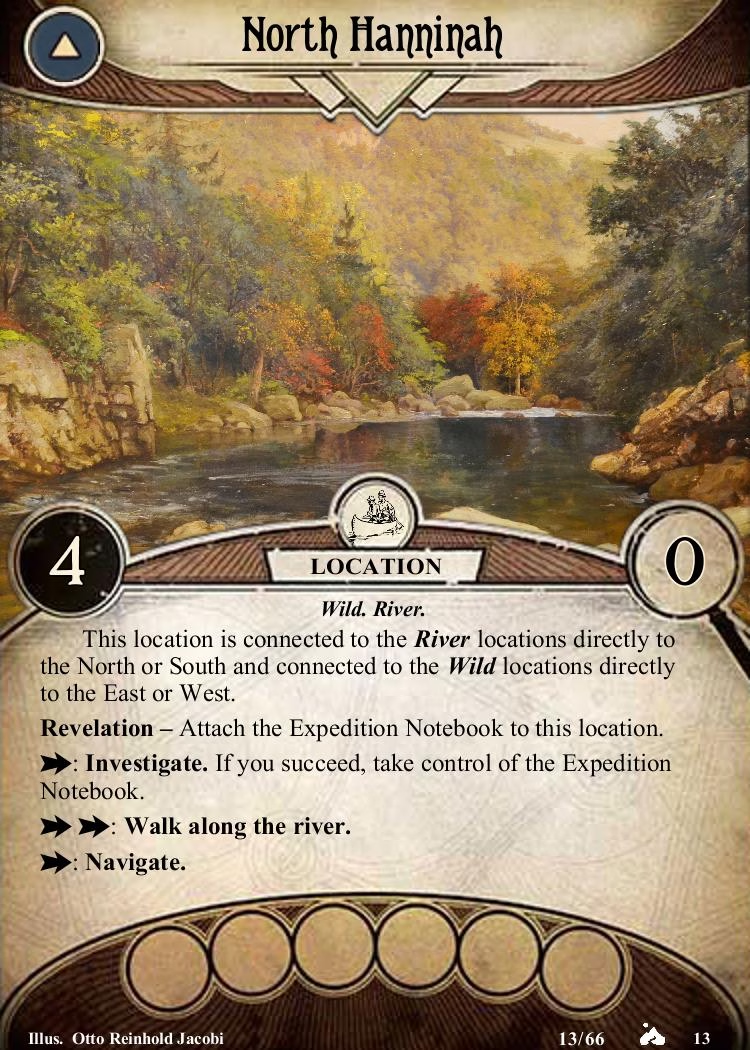 North Hanninah
4
0
LOCATION
Wild. River.
This location is connected to the River locations directly to
the North or South and connected to the Wild locations directly
to the East or West.
Revelation – Attach the Expedition Notebook to this location.
: Investigate. If you succeed, take control of the Expedition
Notebook.
: Walk along the river.
: Navigate.
Illus. Otto Reinhold Jacobi
13/66
13